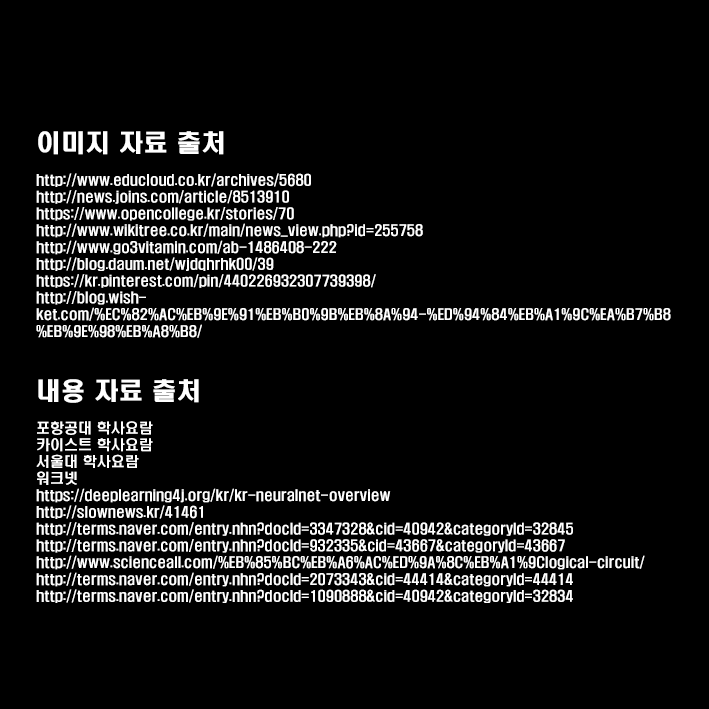 이미지 자료 출처
http://www.educloud.co.kr/archives/5680
http://news.joins.com/article/8513910
https://www.opencollege.kr/stories/70
http://www.wikitree.co.kr/main/news_view.php?id=255758
http://www.go3vitamin.com/ab-1486408-222
http://blog.daum.net/wjdqhrhk00/39
https://kr.pinterest.com/pin/440226932307739398/
http://blog.wish-
ket.com/%EC%82%AC%EB%9E%91%EB%B0%9B%EB%8A%94-%ED%94%84%EB%A1%9C%EA%B7%B8
%EB%9E%98%EB%A8%B8/
내용 자료 출처
포항공대 학사요람
카이스트 학사요람
서울대 학사요람
워크넷
https://deeplearning4j.org/kr/kr-neuralnet-overview
http://slownews.kr/41461
http://terms.naver.com/entry.nhn?docId=3347328&cid=40942&categoryId=32845
http://terms.naver.com/entry.nhn?docId=932335&cid=43667&categoryId=43667
http://www.scienceall.com/%EB%85%BC%EB%A6%AC%ED%9A%8C%EB%A1%9Clogical-circuit/
http://terms.naver.com/entry.nhn?docId=2073343&cid=44414&categoryId=44414
http://terms.naver.com/entry.nhn?docId=1090888&cid=40942&categoryId=32834